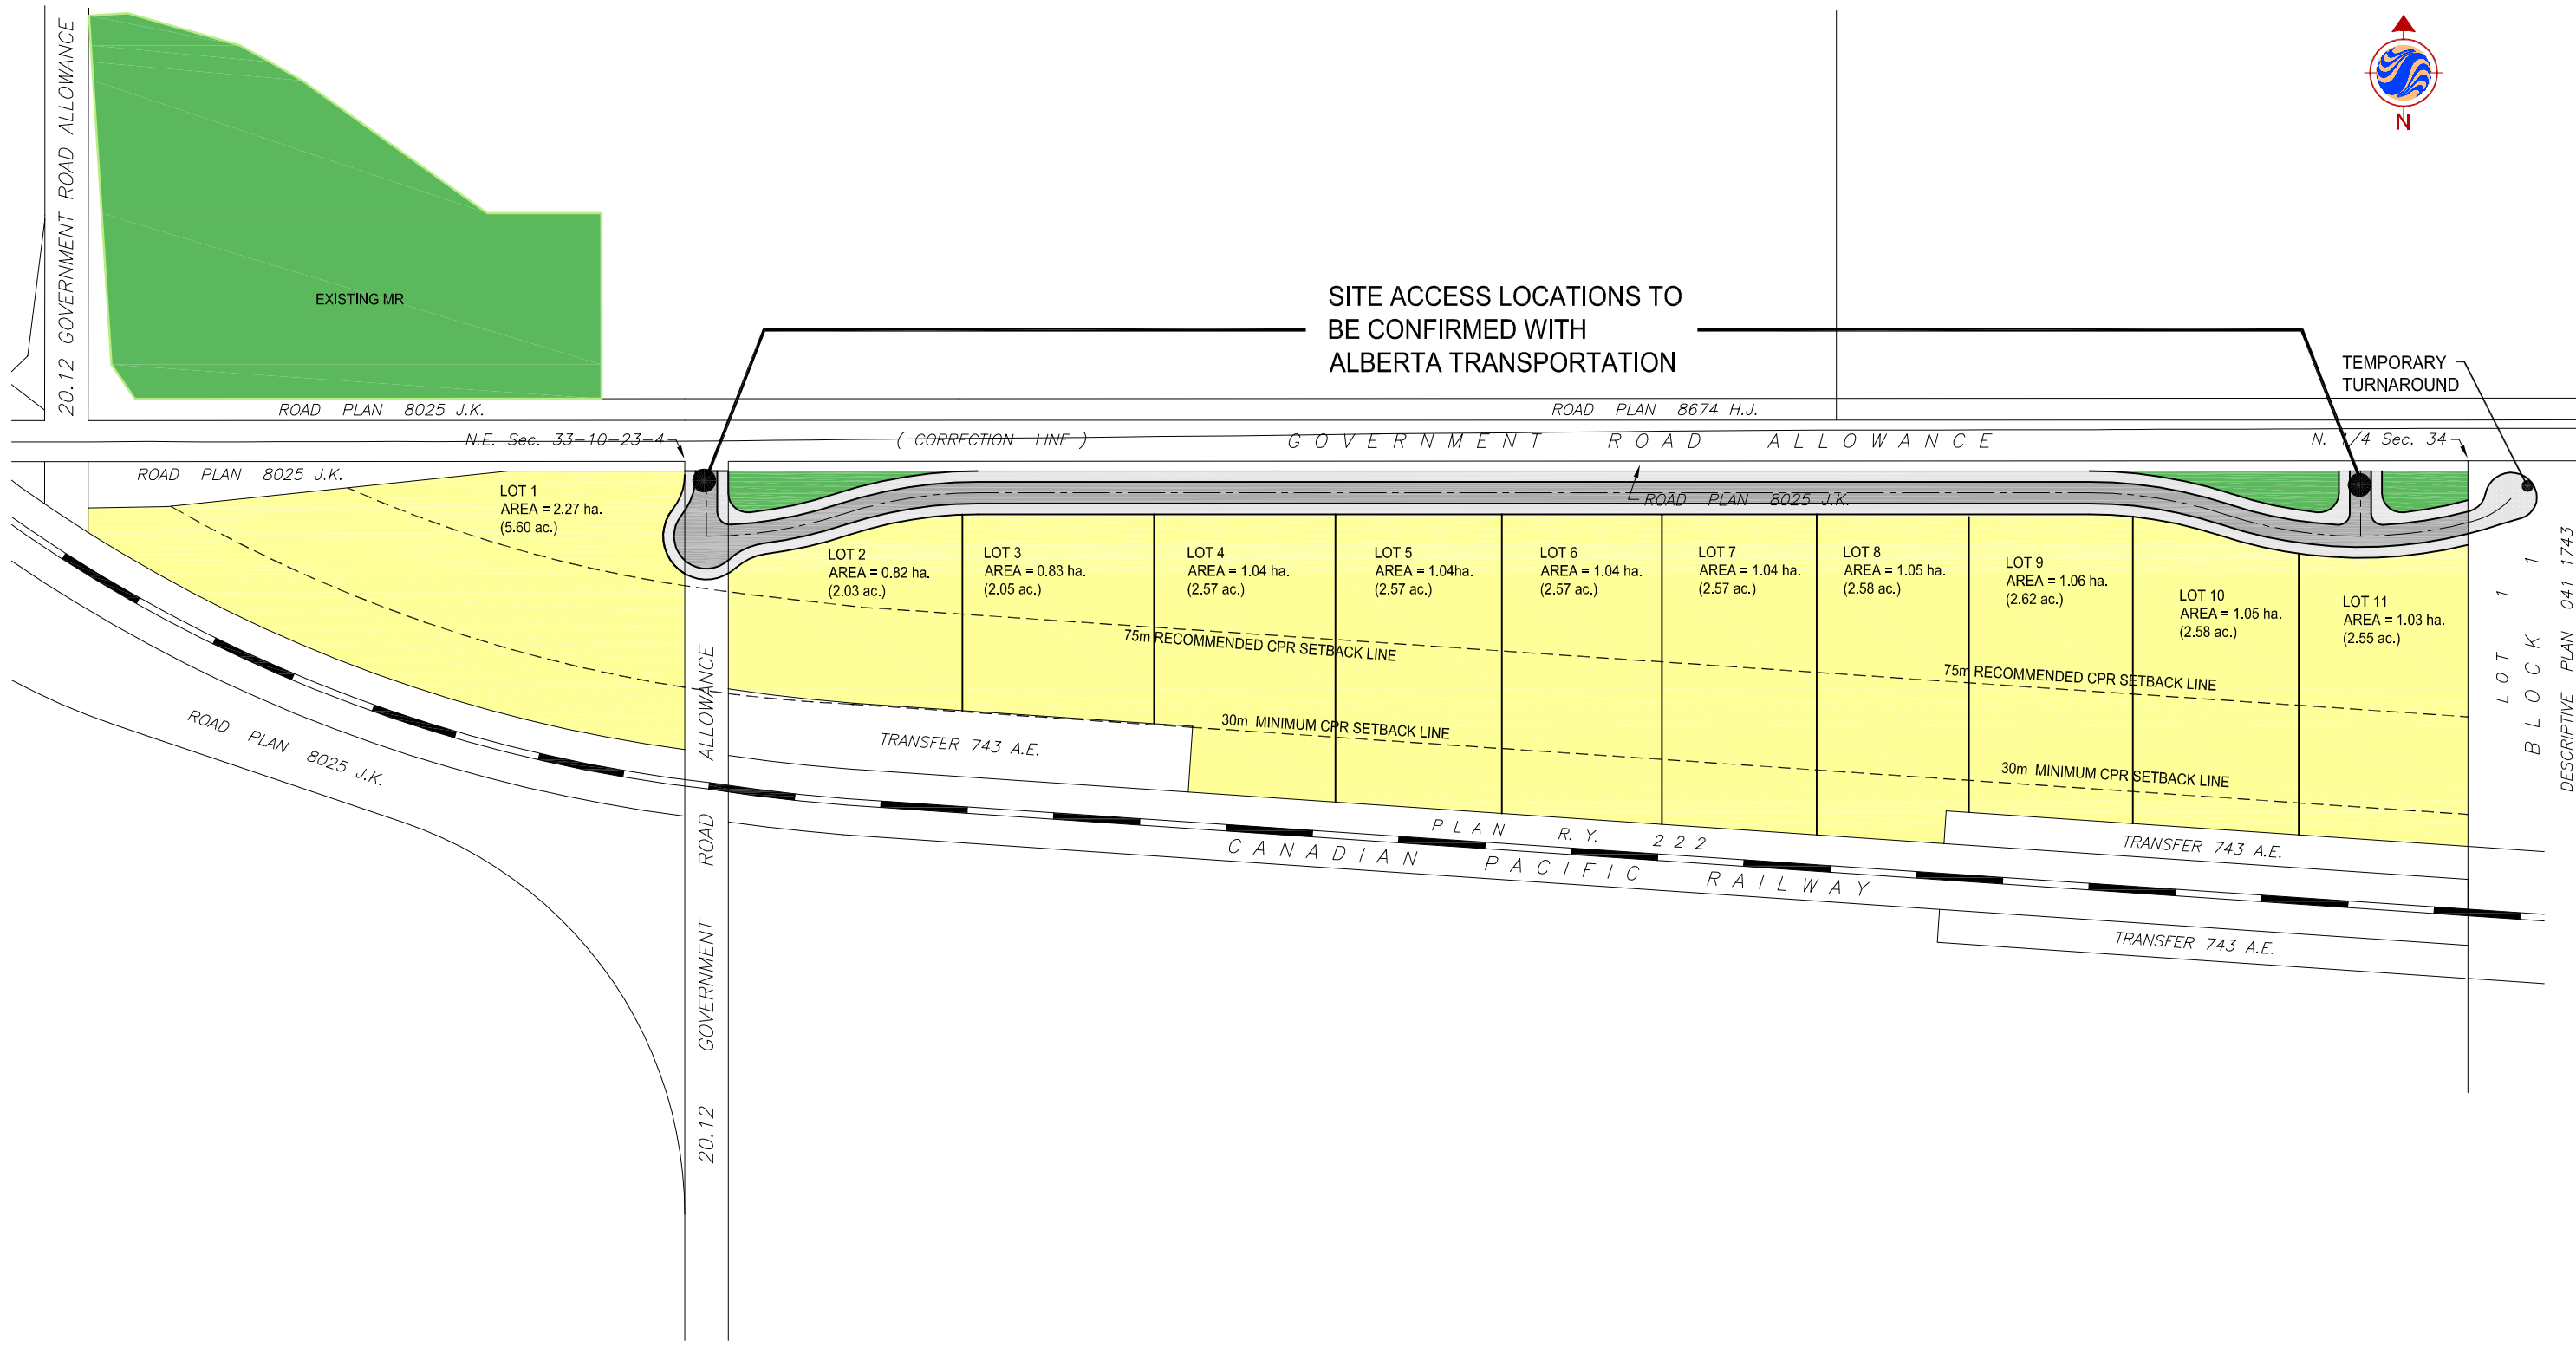 N
20.12 GOVERNMENT ROAD ALLOWANCE
EXISTING MR
SITE ACCESS LOCATIONS TO
BE CONFIRMED WITH
ALBERTA TRANSPORTATION
TEMPORARY
TURNAROUND
ROAD PLAN 8025 J.K.
ROAD PLAN 8674 H.J.
N.E. Sec. 33-10-23-4
( CORRECTION LINE )
GOVERNMENT ROAD ALLOWANCE
N. 1/4 Sec. 34
ROAD PLAN 8025 J.K.
ROAD PLAN 8025 J.K.
LOT 1
AREA = 2.27 ha.
(5.60 ac.)
LOT 2
AREA = 0.82 ha.
(2.03 ac.)
LOT 3
AREA = 0.83 ha.
(2.05 ac.)
LOT 4
AREA = 1.04 ha.
(2.57 ac.)
LOT 5
AREA = 1.04ha.
(2.57 ac.)
LOT 6
AREA = 1.04 ha.
(2.57 ac.)
LOT 7
AREA = 1.04 ha.
(2.57 ac.)
LOT 8
AREA = 1.05 ha.
(2.58 ac.)
LOT 9
AREA = 1.06 ha.
(2.62 ac.)
LOT 10
AREA = 1.05 ha.
(2.58 ac.)
LOT 11
AREA = 1.03 ha.
(2.55 ac.)
75m RECOMMENDED CPR SETBACK LINE
75m RECOMMENDED CPR SETBACK LINE
30m MINIMUM CPR SETBACK LINE
30m MINIMUM CPR SETBACK LINE
LOT 1
BLOCK 1
DESCRIPTIVE PLAN 041 1743
ROAD PLAN 8025 J.K.
TRANSFER 743 A.E.
20.12 GOVERNMENT ROAD ALLOWANCE
PLAN R.Y. 222
CANADIAN PACIFIC RAILWAY
TRANSFER 743 A.E.
TRANSFER 743 A.E.